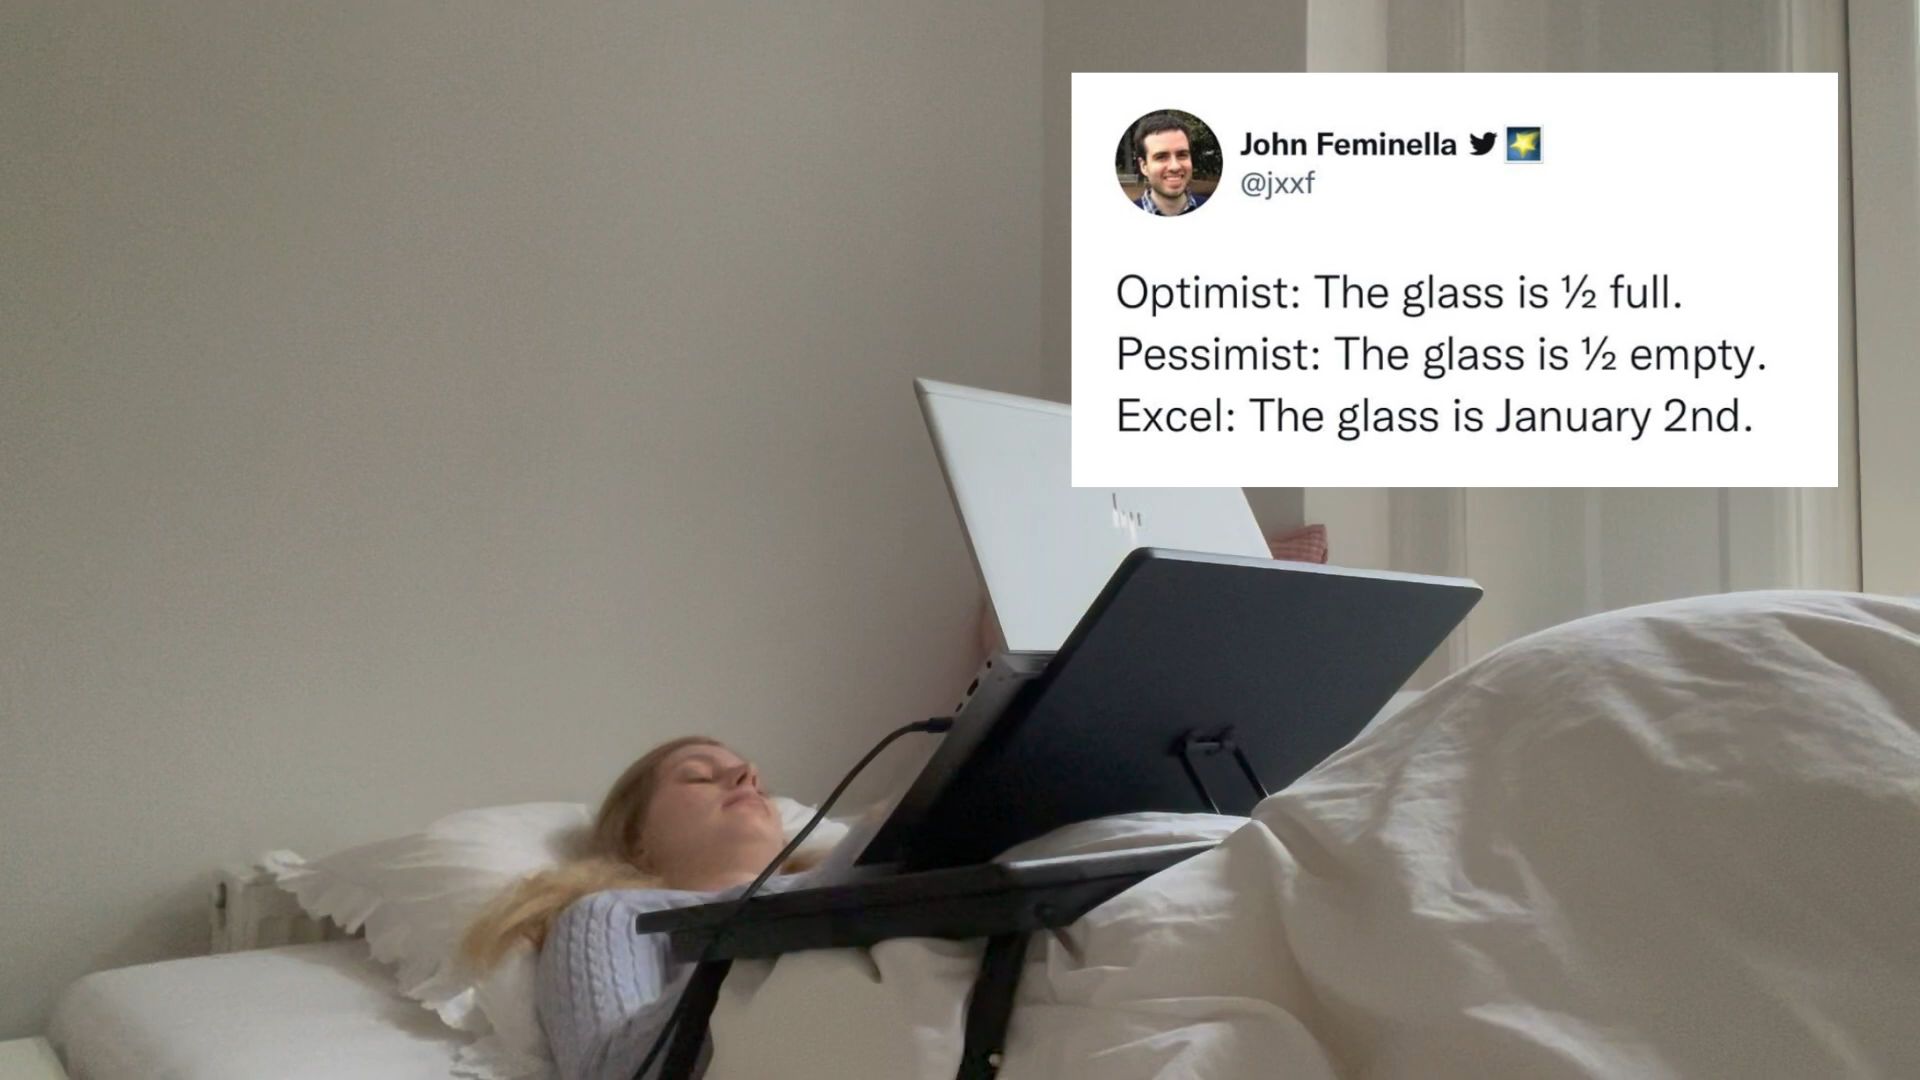 John Feminella
@jxxf
Optimist: The glass is ½ full.
Pessimist: The glass is ½ empty.
Excel: The glass is January 2nd.
hp